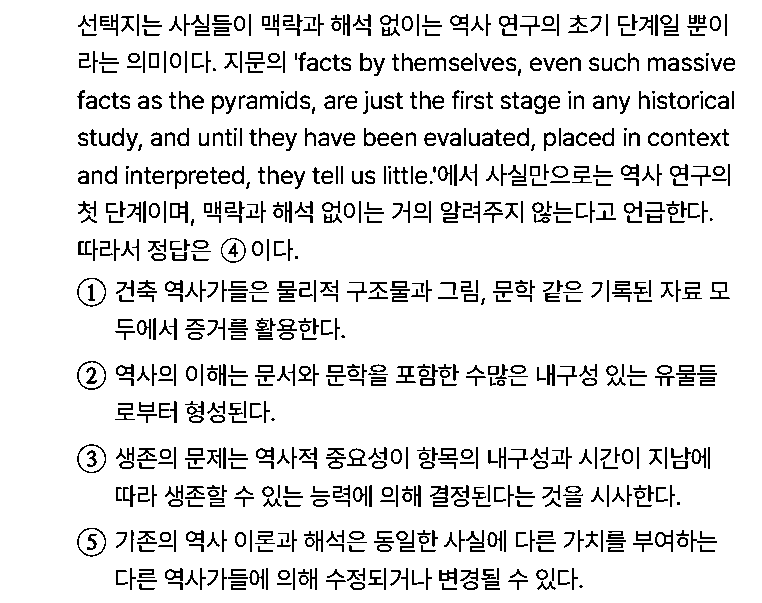 선택지는 사실들이 맥락과 해석 없이는 역사 연구의 초기 단계일 뿐이
라는 의미이다. 지문의 'facts by themselves, even such massive
facts as the pyramids, are just the first stage in any historical
study, and until they have been evaluated, placed in context
and interpreted, they tell us little.'에서 사실만으로는 역사 연구의
첫 단계이며, 맥락과 해석 없이는 거의 알려주지 않는다고 언급한다.
따라서 정답은 ④이다.
① 건축 역사가들은 물리적 구조물과 그림, 문학 같은 기록된 자료 모
두에서 증거를 활용한다.
② 역사의 이해는 문서와 문학을 포함한 수많은 내구성 있는 유물들
로부터 형성된다.
③ 생존의 문제는 역사적 중요성이 항목의 내구성과 시간이 지남에
따라 생존할 수 있는 능력에 의해 결정된다는 것을 시사한다.
⑤ 기존의 역사 이론과 해석은 동일한 사실에 다른 가치를 부여하는
다른 역사가들에 의해 수정되거나 변경될 수 있다.